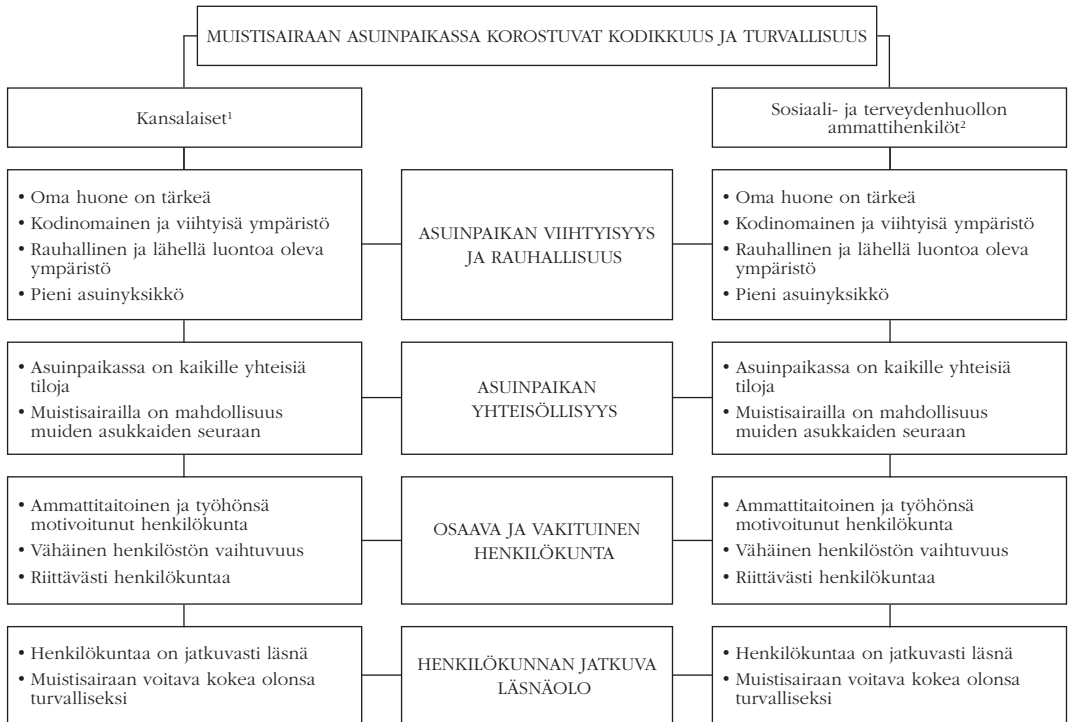 MUISTISAIRAAN ASUINPAIKASSA KOROSTUVAT KODIKKUUS JA TURVALLISUUS
Kansalaiset¹
Sosiaali- ja terveydenhuollon
ammattihenkilöt²
• Oma huone on tärkeä
• Kodinomainen ja viihtyisä ympäristö
• Rauhallinen ja lähellä luontoa oleva
ympäristö
• Pieni asuinyksikkö
ASUINPAIKAN VIIHTYISYYS
JA RAUHALLISUUS
• Oma huone on tärkeä
• Kodinomainen ja viihtyisä ympäristö
• Rauhallinen ja lähellä luontoa oleva
ympäristö
• Pieni asuinyksikkö
• Asuinpaikassa on kaikille yhteisiä
tiloja
• Muistisairailla on mahdollisuus
muiden asukkaiden seuraan
ASUINPAIKAN
YHTEISÖLLISYYS
• Asuinpaikassa on kaikille yhteisiä
tiloja
• Muistisairailla on mahdollisuus
muiden asukkaiden seuraan
• Ammattitaitoinen ja työhönsä
motivoitunut henkilökunta
• Vähäinen henkilöstön vaihtuvuus
• Riittävästi henkilökuntaa
OSAAVA JA VAKITUINEN
HENKILÖKUNTA
• Ammattitaitoinen ja työhönsä
motivoitunut henkilökunta
• Vähäinen henkilöstön vaihtuvuus
• Riittävästi henkilökuntaa
• Henkilökuntaa on jatkuvasti läsnä
• Muistisairaan voitava kokea olonsa
turvalliseksi
HENKILÖKUNNAN JATKUVA
LÄSNÄOLO
• Henkilökuntaa on jatkuvasti läsnä
• Muistisairaan voitava kokea olonsa
turvalliseksi